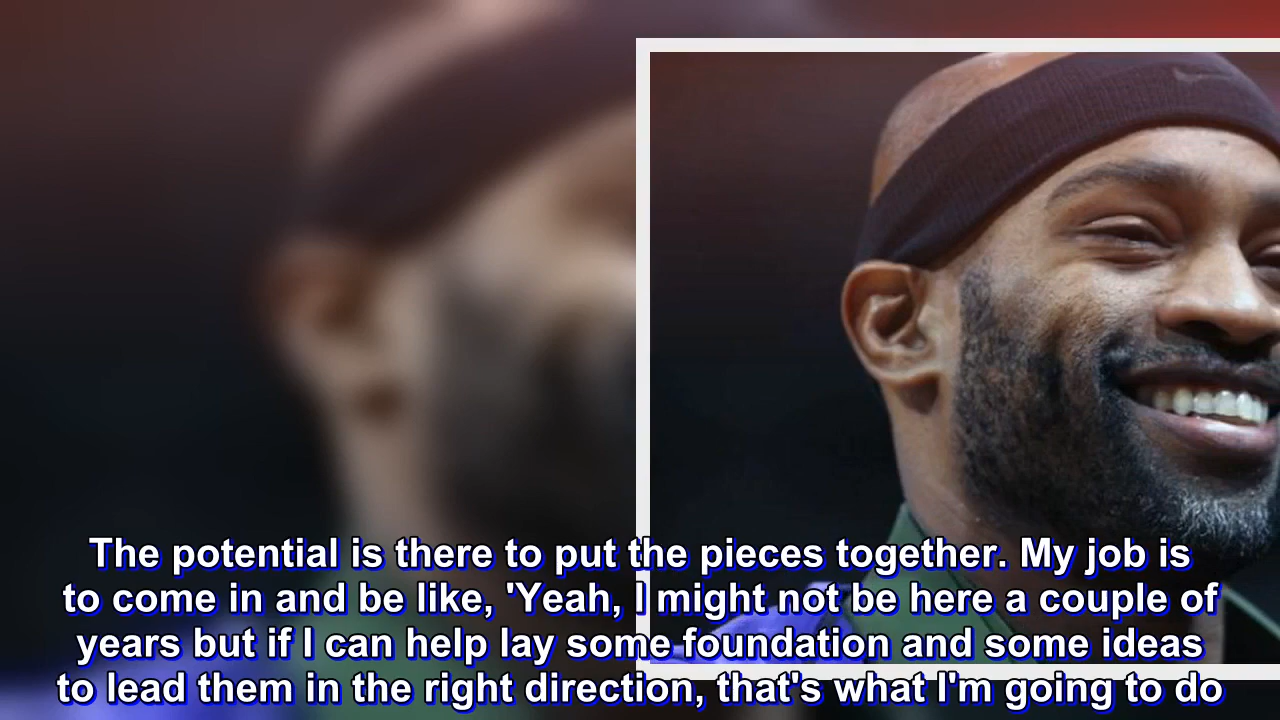 The potential is there to put the pieces together. My job is
to come in and be like, 'Yeah, I might not be here a couple of
years but if I can help lay some foundation and some ideas
to lead them in the right direction, that's what I'm going to do